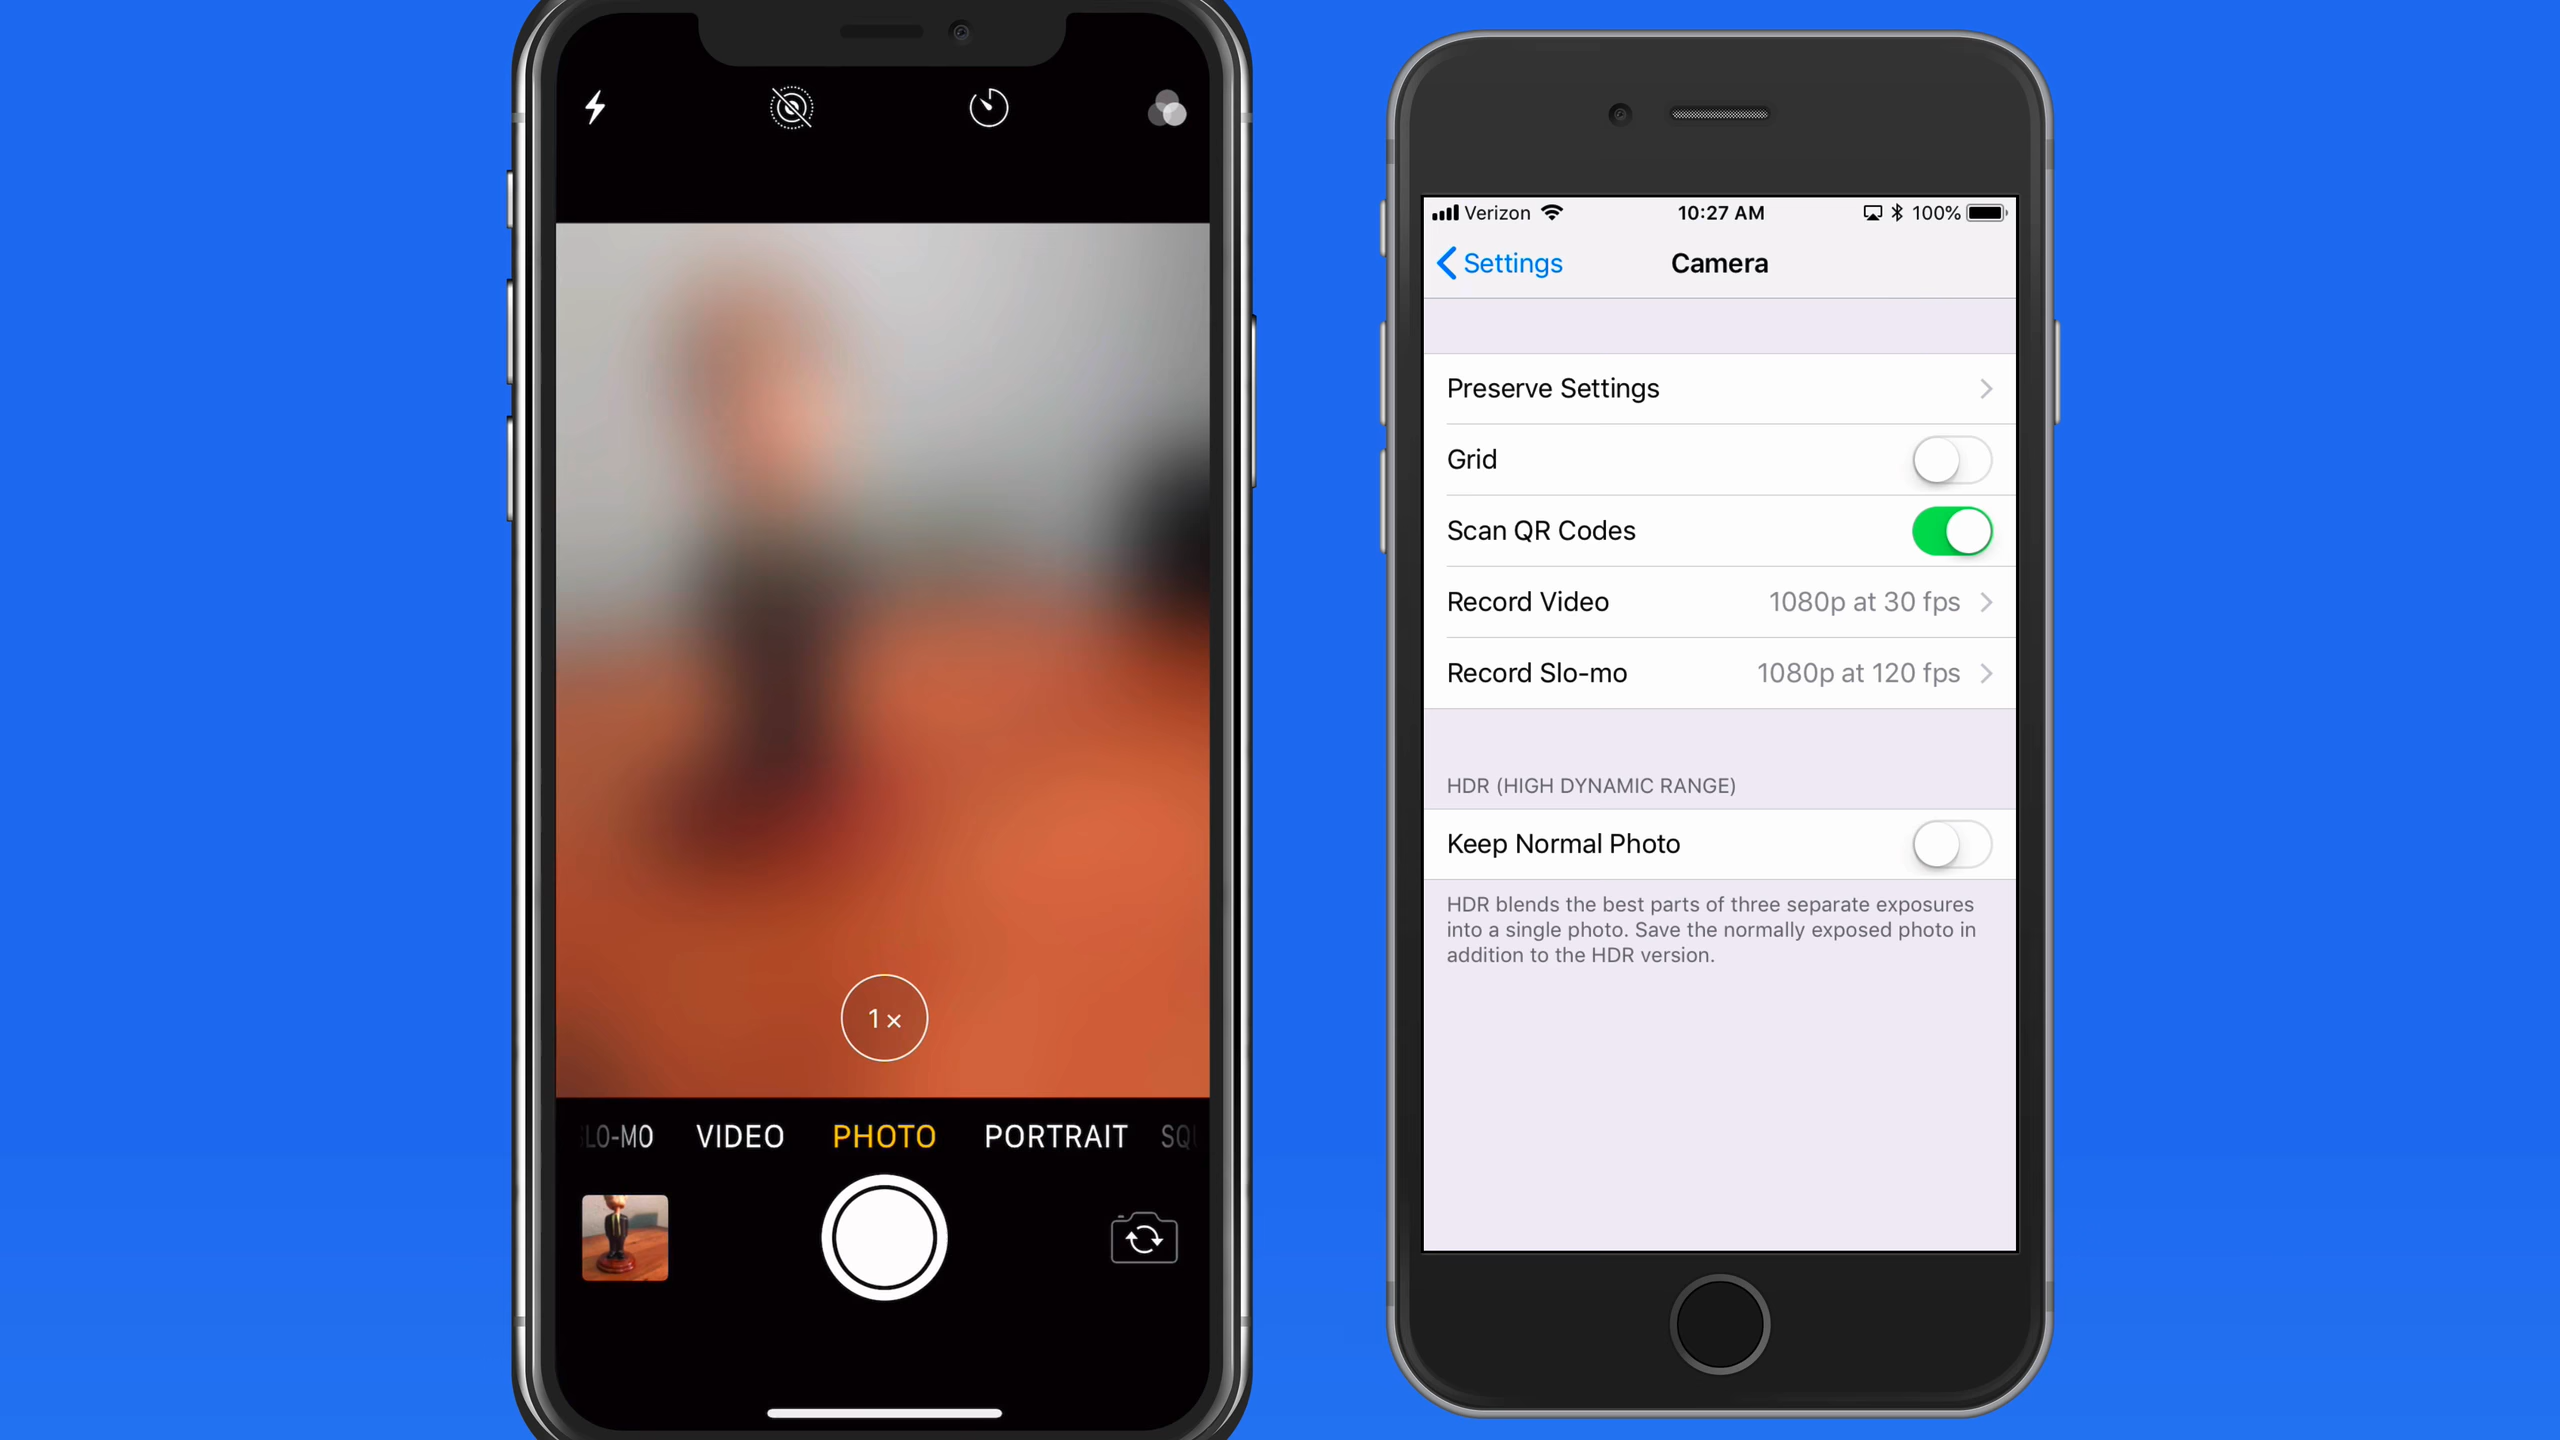 1×
SLO-MO VIDEO PHOTO PORTRAIT SQU
Verizon 10:27 AM 100%
Settings Camera
Preserve Settings
Grid
Scan QR Codes
Record Video 1080p at 30 fps
Record Slo-mo 1080p at 120 fps
HDR (HIGH DYNAMIC RANGE)
Keep Normal Photo
HDR blends the best parts of three separate exposures
into a single photo. Save the normally exposed photo in
addition to the HDR version.